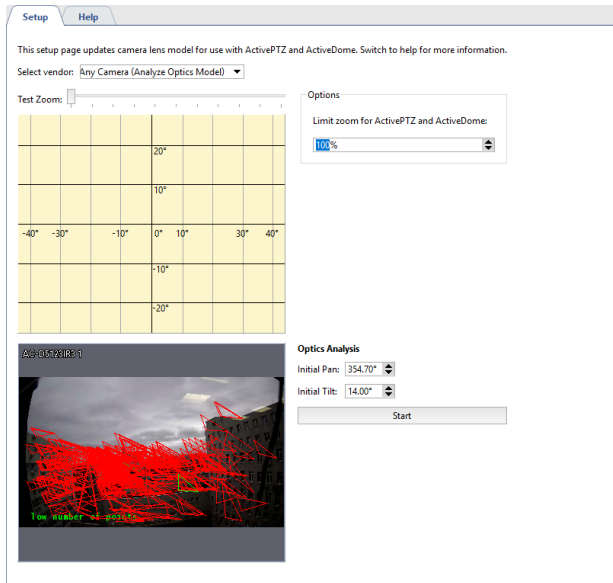 Setup Help
This setup page updates camera lens model for use with ActivePTZ and ActiveDome. Switch to help for more information.
Select vendor: Any Camera (Analyze Optics Model)
Test Zoom:
Options
Limit zoom for ActivePTZ and ActiveDome:
100%
20°
10°
-40° -30° -10° 0° 10° 30° 40°
-10°
-20°
AC-D5123IR3 1
low number of points
Optics Analysis
Initial Pan: 354.70°
Initial Tilt: 14.00°
Start